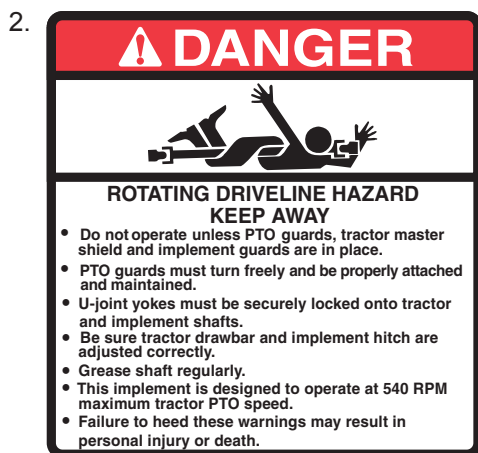 2.
DANGER
ROTATING DRIVELINE HAZARD
KEEP AWAY
• Do not operate unless PTO guards, tractor master
shield and implement guards are in place.
• PTO guards must turn freely and be properly attached
and maintained.
• U-joint yokes must be securely locked onto tractor
and implement shafts.
• Be sure tractor drawbar and implement hitch are
adjusted correctly.
• Grease shaft regularly.
• This implement is designed to operate at 540 RPM
maximum tractor PTO speed.
• Failure to heed these warnings may result in
personal injury or death.